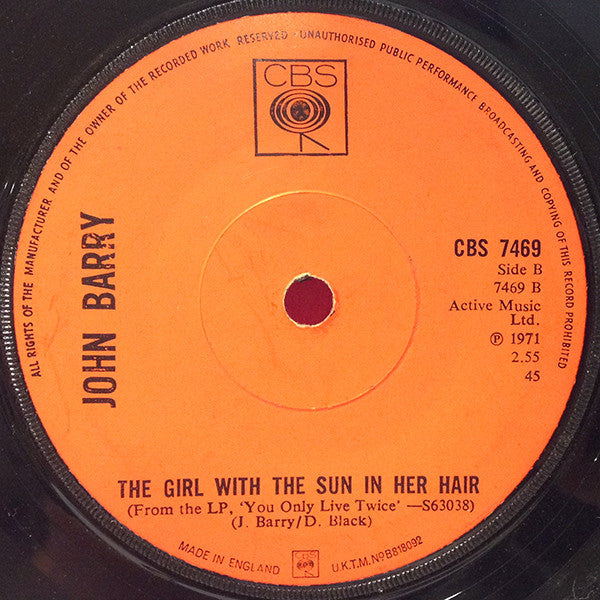 ALL RIGHTS OF THE MANUFACTURER AND OF THE OWNER OF THE RECORDED WORK RESERVED · UNAUTHORISED PUBLIC PERFORMANCE BROADCASTING AND COPYING OF THIS RECORD PROHIBITED
CBS
JOHN BARRY
CBS 7469
Side B
7469 B
Active Music
Ltd.
Ⓟ 1971
2.55
45
THE GIRL WITH THE SUN IN HER HAIR
(From the LP, 'You Only Live Twice' —S63038)
(J. Barry/D. Black)
MADE IN ENGLAND
CBS
U.K.T.M. NoB818092